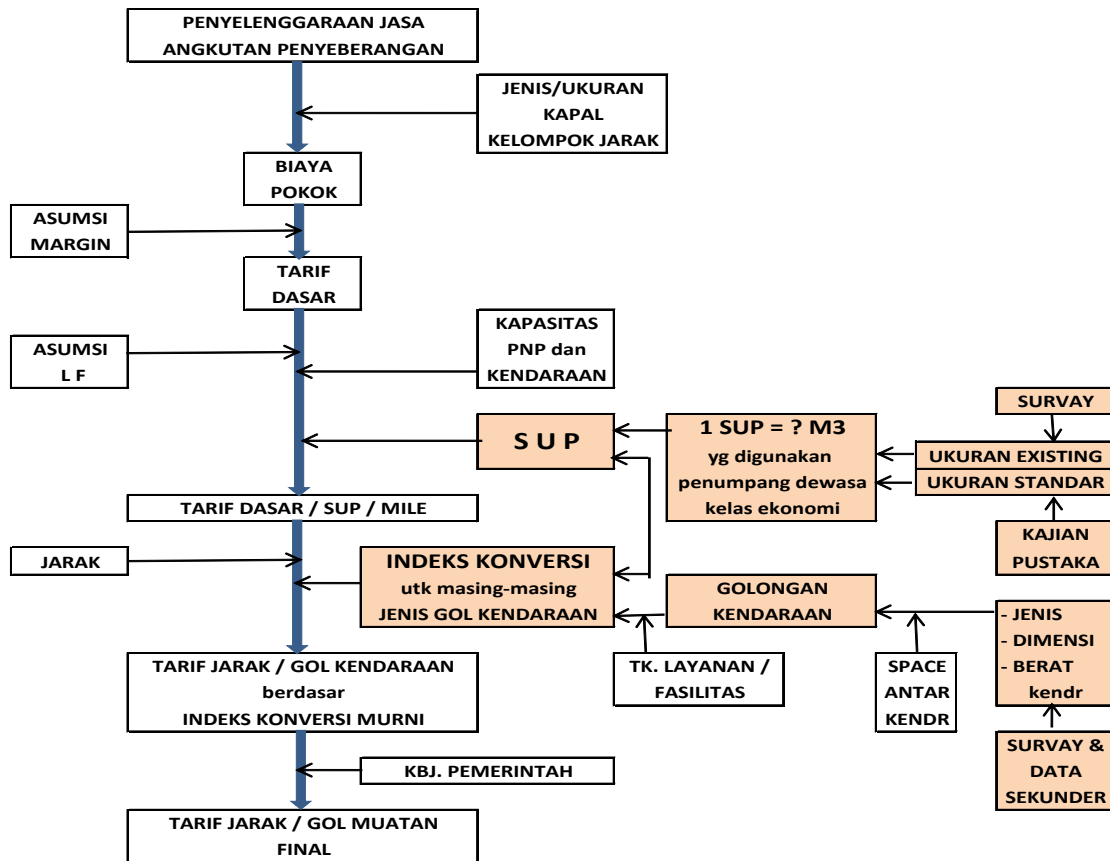 PENYELENGGARAAN JASA
ANGKUTAN PENYEBERANGAN
JENIS/UKURAN
KAPAL
KELOMPOK JARAK
BIAYA
POKOK
ASUMSI
MARGIN
TARIF
DASAR
ASUMSI
L F
KAPASITAS
PNP dan
KENDARAAN
SURVAY
S U P
1 SUP = ? M3
yg digunakan
penumpang dewasa
kelas ekonomi
UKURAN EXISTING
UKURAN STANDAR
TARIF DASAR / SUP / MILE
KAJIAN
PUSTAKA
JARAK
INDEKS KONVERSI
utk masing-masing
JENIS GOL KENDARAAN
GOLONGAN
KENDARAAN
- JENIS
- DIMENSI
- BERAT
kendr
TARIF JARAK / GOL KENDARAAN
berdasar
INDEKS KONVERSI MURNI
TK. LAYANAN /
FASILITAS
SPACE
ANTAR
KENDR
SURVAY &
DATA
SEKUNDER
KBJ. PEMERINTAH
TARIF JARAK / GOL MUATAN
FINAL